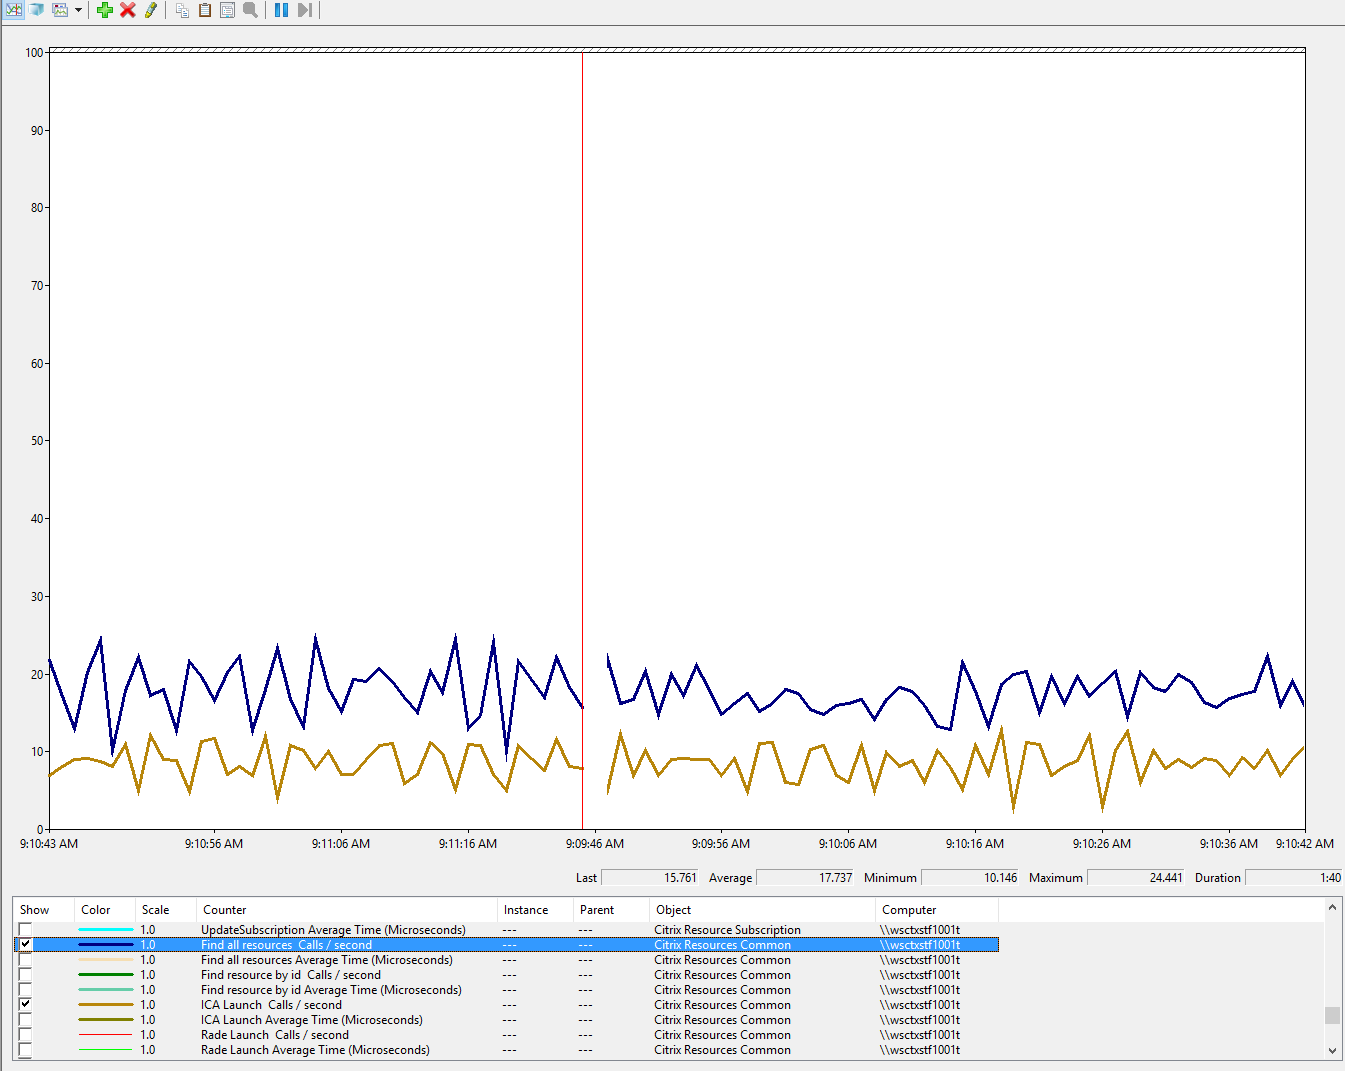 100
90
80
70
60
50
40
30
20
10
0
9:10:43 AM 9:10:56 AM 9:11:06 AM 9:11:16 AM 9:09:46 AM 9:09:56 AM 9:10:06 AM 9:10:16 AM 9:10:26 AM 9:10:36 AM 9:10:42 AM
Last 15.761 Average 17.737 Minimum 10.146 Maximum 24.441 Duration 1:40
Show Color Scale Counter Instance Parent Object Computer
1.0 UpdateSubscription Average Time (Microseconds) --- --- Citrix Resource Subscription \\wsctxstf1001t
1.0 Find all resources Calls / second --- --- Citrix Resources Common \\wsctxstf1001t
1.0 Find all resources Average Time (Microseconds) --- --- Citrix Resources Common \\wsctxstf1001t
1.0 Find resource by id Calls / second --- --- Citrix Resources Common \\wsctxstf1001t
1.0 Find resource by id Average Time (Microseconds) --- --- Citrix Resources Common \\wsctxstf1001t
1.0 ICA Launch Calls / second --- --- Citrix Resources Common \\wsctxstf1001t
1.0 ICA Launch Average Time (Microseconds) --- --- Citrix Resources Common \\wsctxstf1001t
1.0 Rade Launch Calls / second --- --- Citrix Resources Common \\wsctxstf1001t
1.0 Rade Launch Average Time (Microseconds) --- --- Citrix Resources Common \\wsctxstf1001t